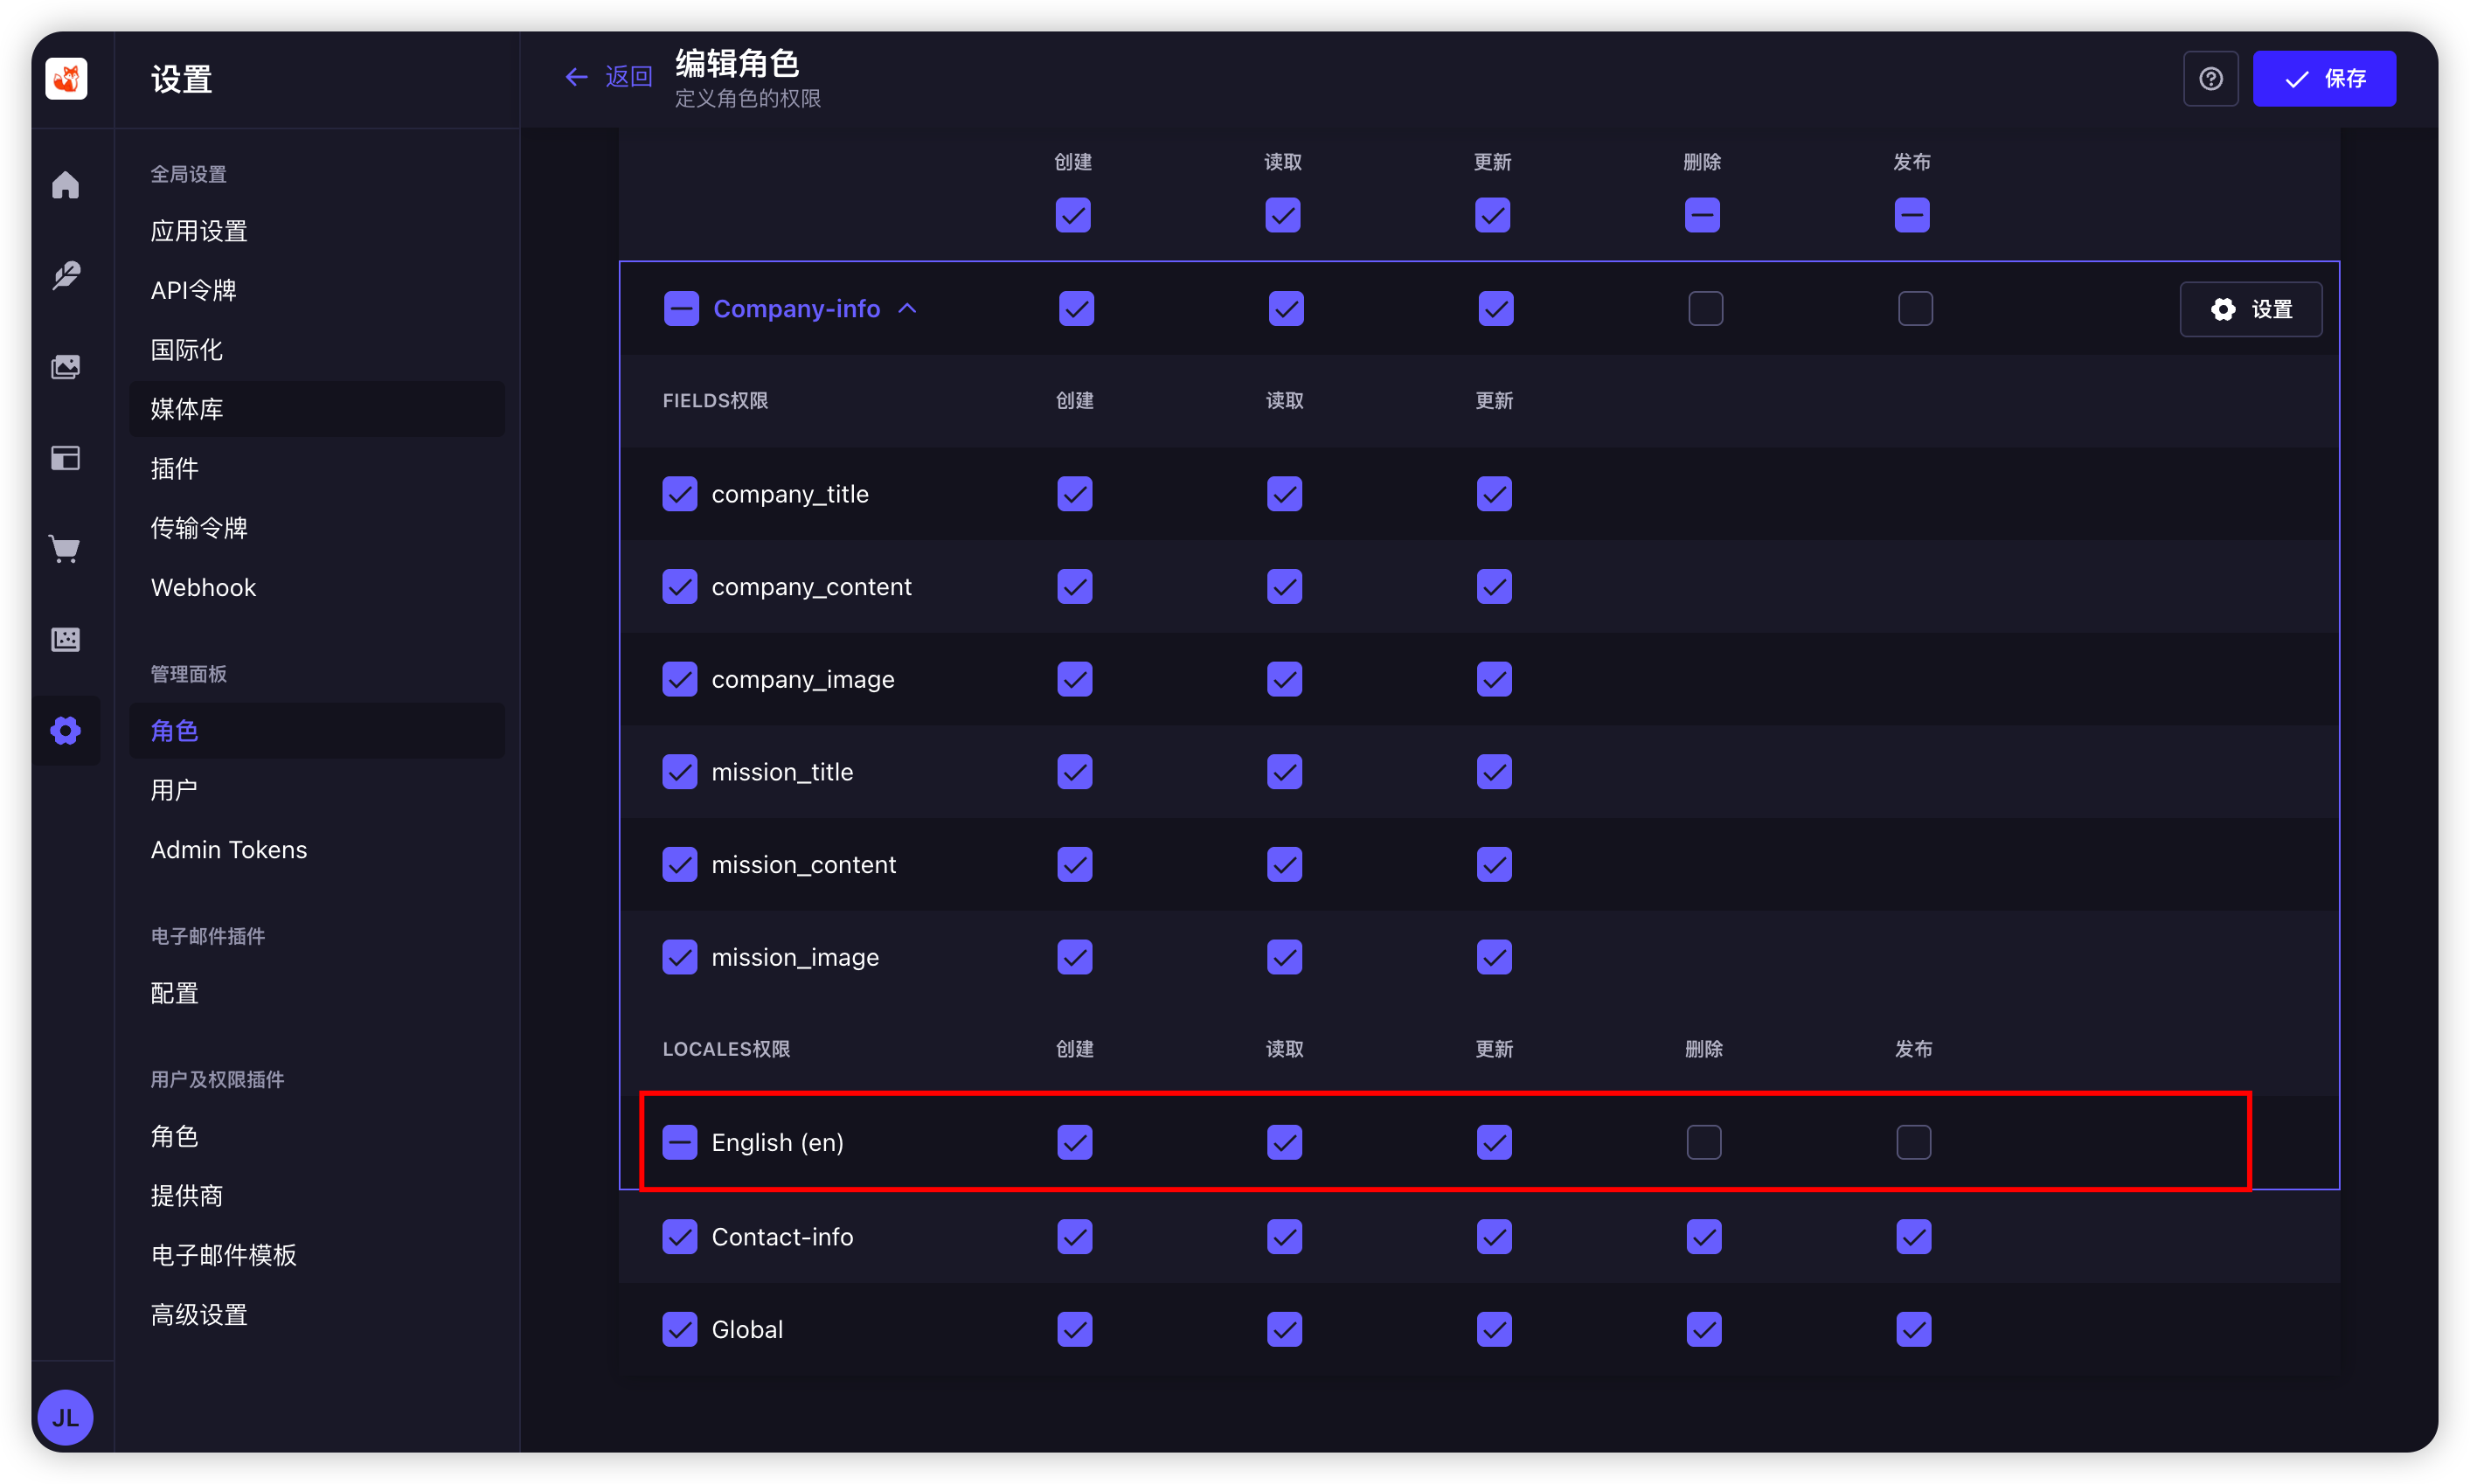 设置
全局设置
应用设置
API令牌
国际化
媒体库
插件
传输令牌
Webhook
管理面板
角色
用户
Admin Tokens
电子邮件插件
配置
用户及权限插件
角色
提供商
电子邮件模板
高级设置
JL
返回
编辑角色
定义角色的权限
保存
创建 读取 更新 删除 发布
Company-info
设置
FIELDS权限 创建 读取 更新
company_title
company_content
company_image
mission_title
mission_content
mission_image
LOCALES权限 创建 读取 更新 删除 发布
English (en)
Contact-info
Global